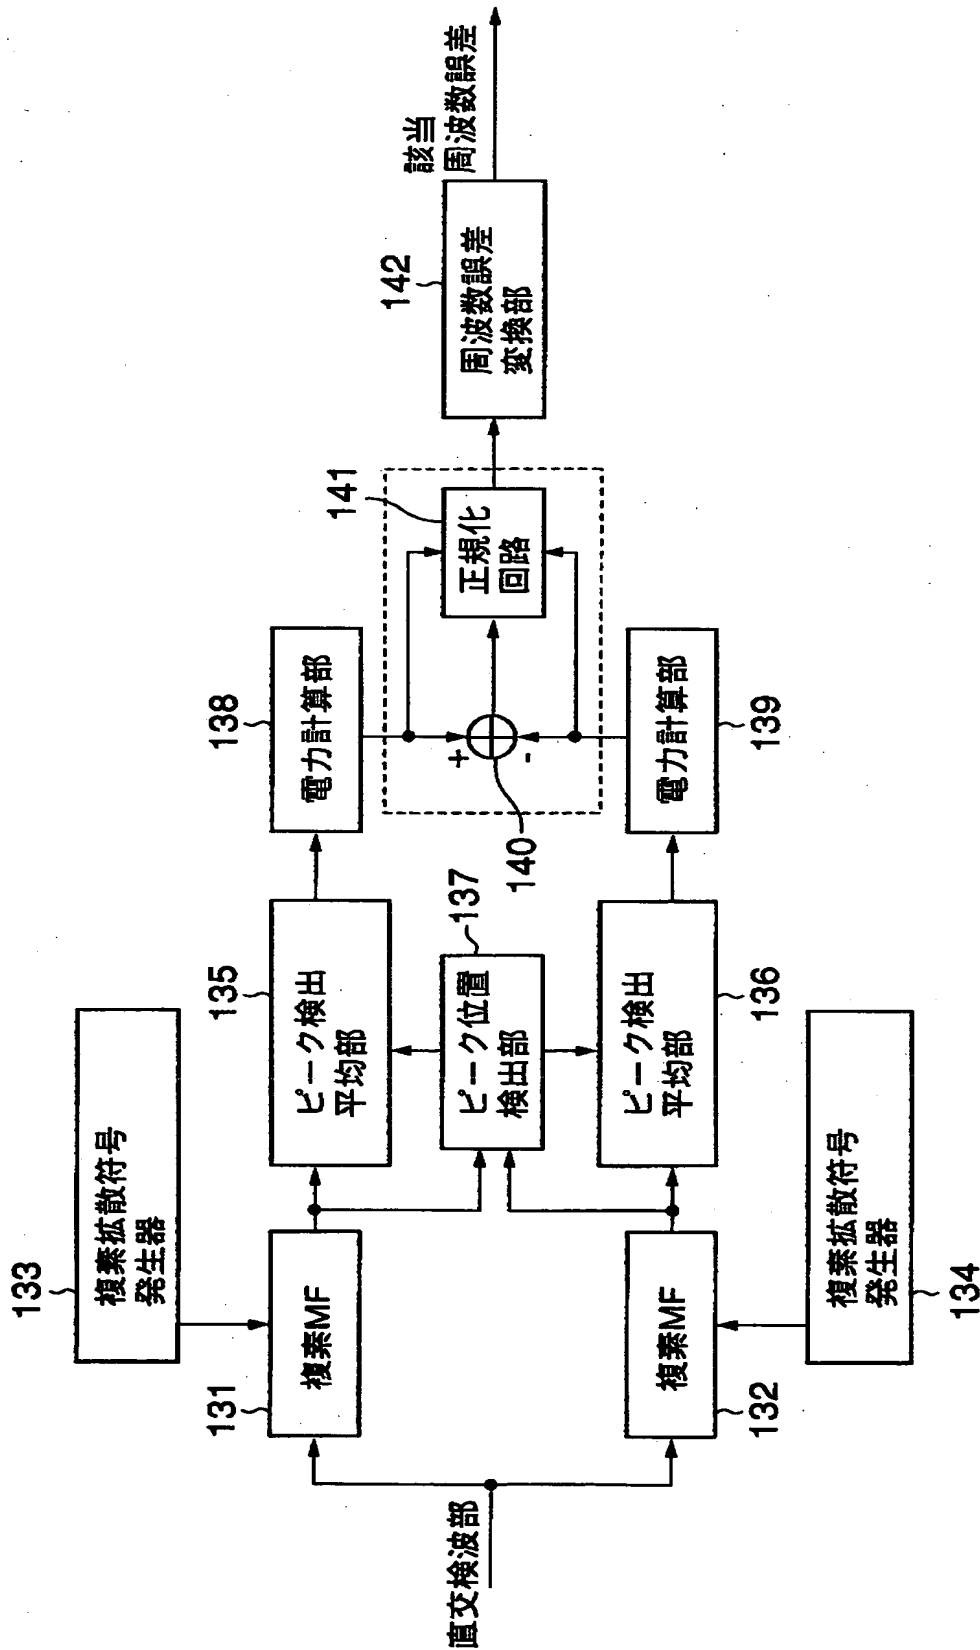 直交検波部
133
複素拡散符号
発生器
131
複素MF
132
複素MF
134
複素拡散符号
発生器
135
ピーク検出
平均部
137
ピーク位置
検出部
136
ピーク検出
平均部
138
電力計算部
139
電力計算部
+
-
140
141
正規化
回路
142
周波数誤差
変換部
該当
周波数誤差